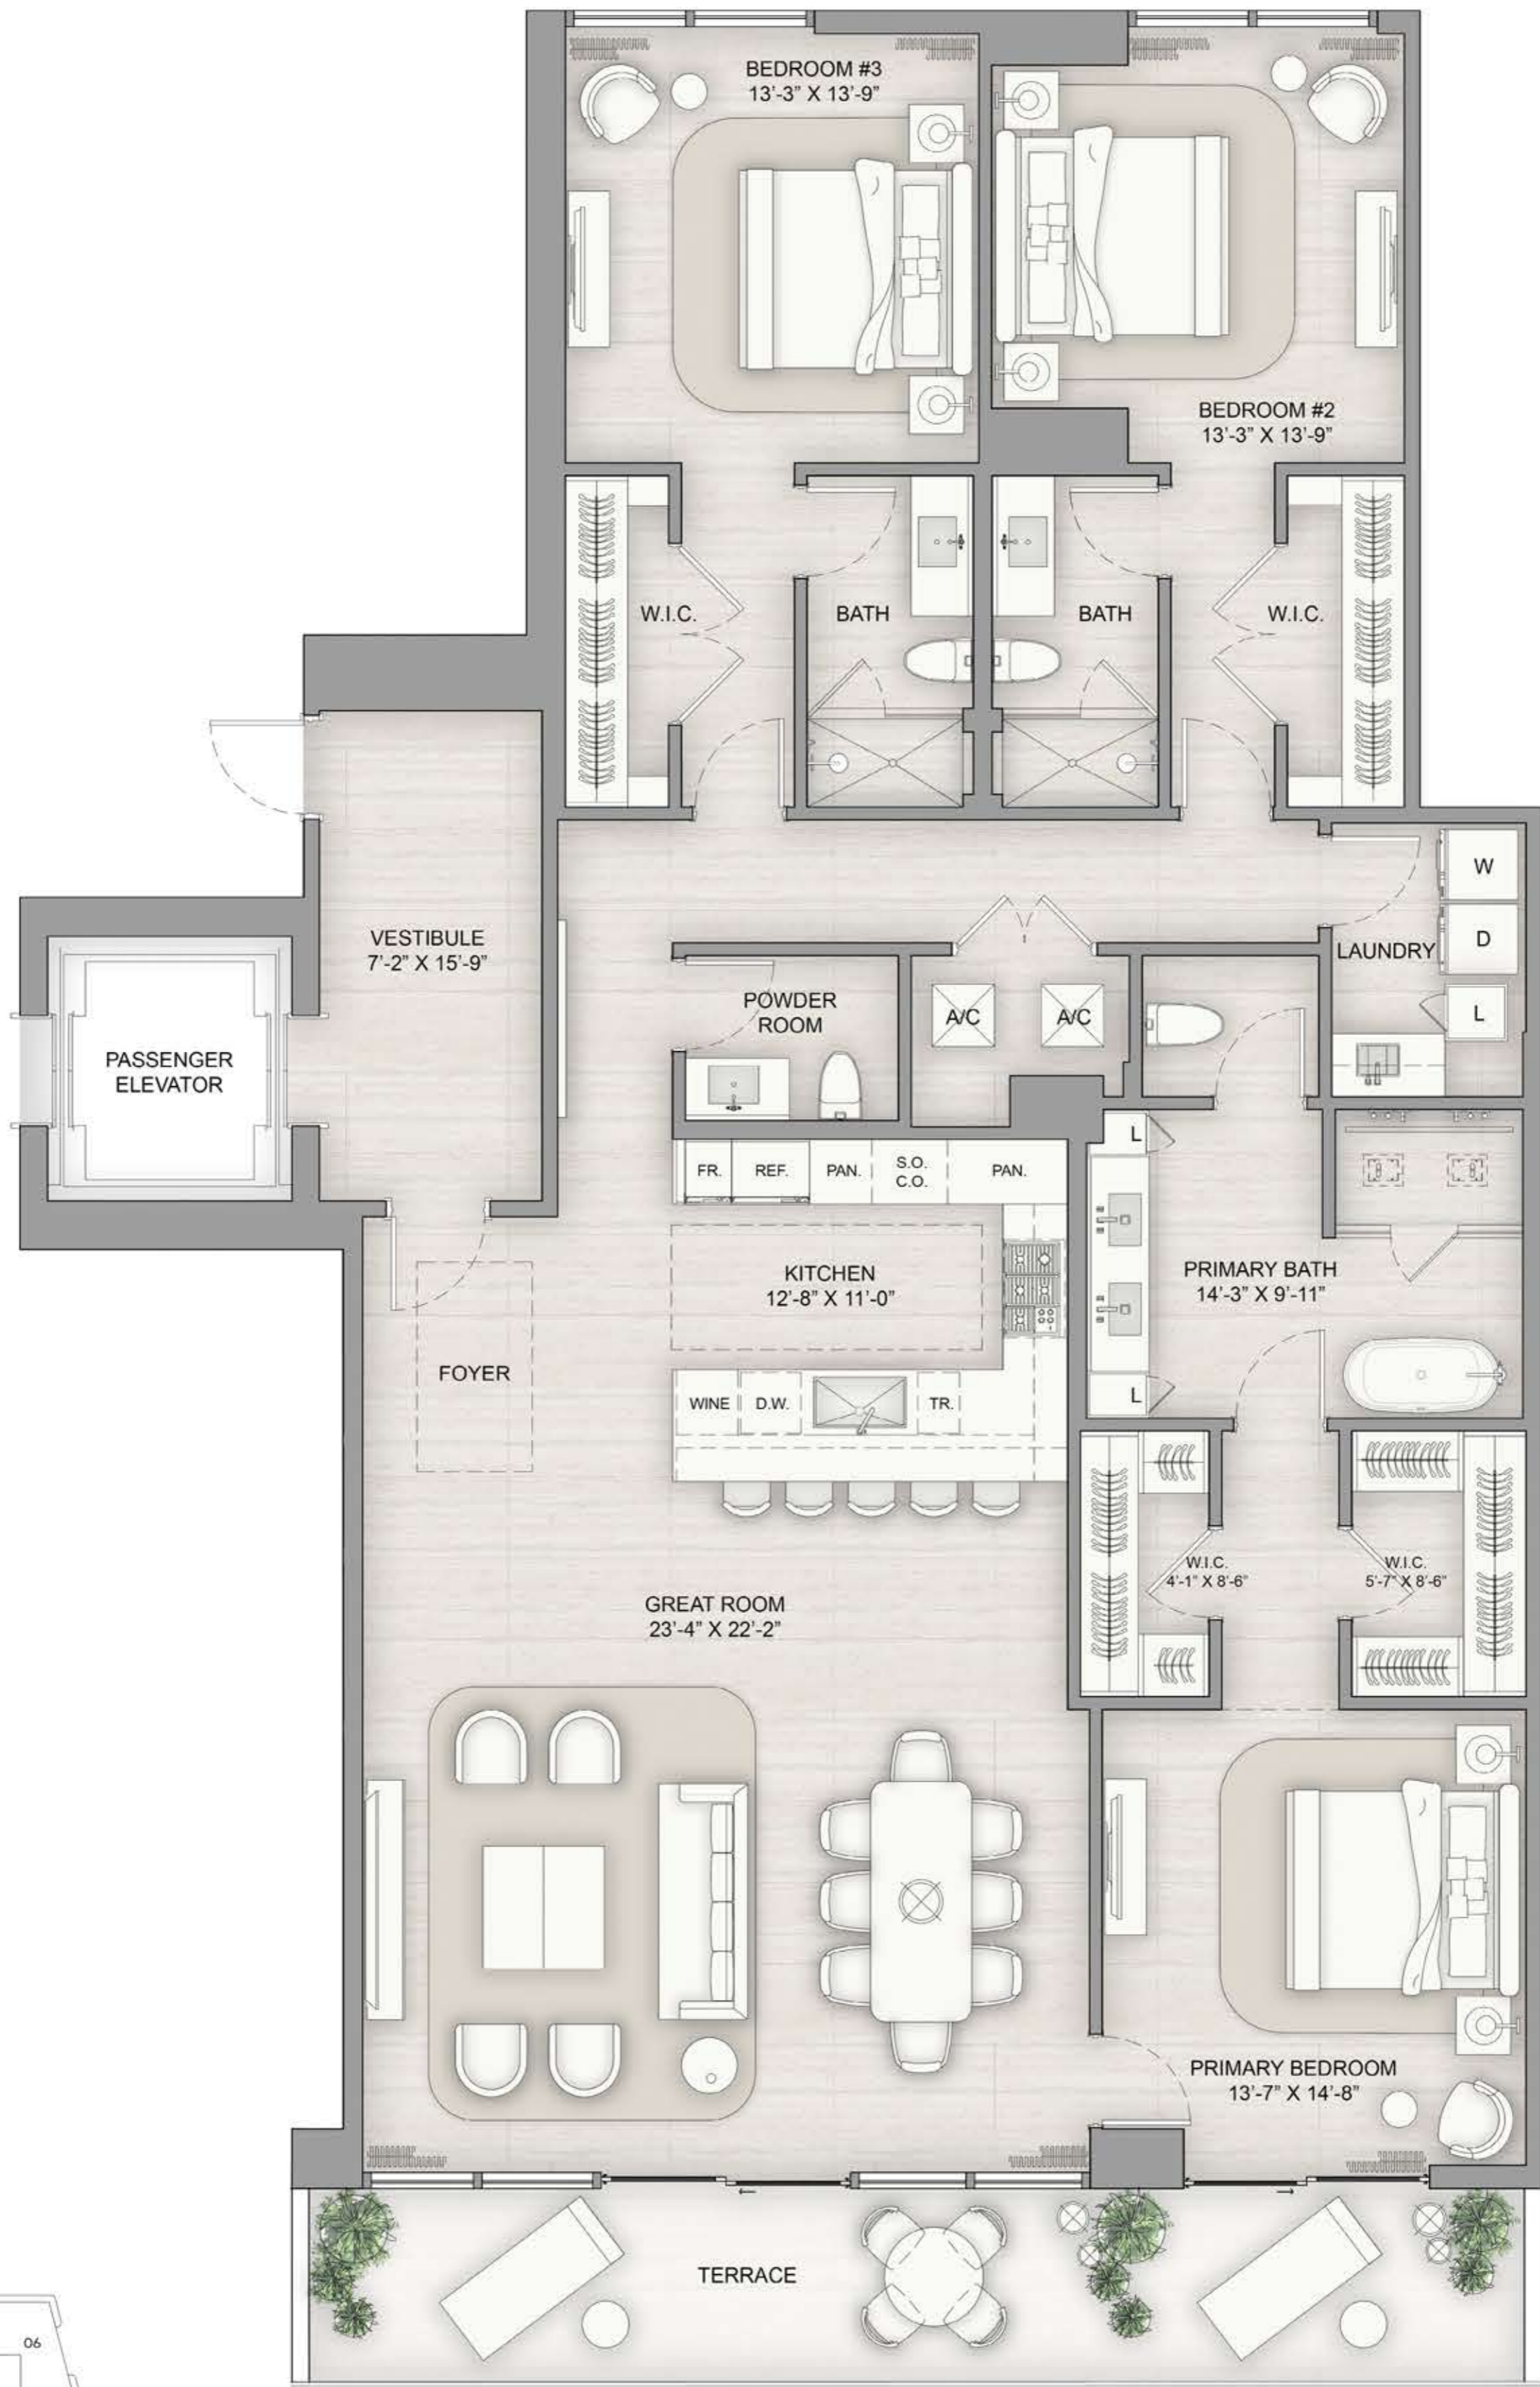 BEDROOM #3
13'-3" X 13'-9"
BEDROOM #2
13'-3" X 13'-9"
W.I.C.
BATH
BATH
W.I.C.
W
D
LAUNDRY
L
VESTIBULE
7'-2" X 15'-9"
POWDER
ROOM
A/C
A/C
PASSENGER
ELEVATOR
L
FR.
REF.
PAN.
S.O.
C.O.
PAN.
KITCHEN
12'-8" X 11'-0"
PRIMARY BATH
14'-3" X 9'-11"
FOYER
WINE
D.W.
TR.
L
W.I.C.
4'-1" X 8'-6"
W.I.C.
5'-7" X 8'-6"
GREAT ROOM
23'-4" X 22'-2"
PRIMARY BEDROOM
13'-7" X 14'-8"
TERRACE
06